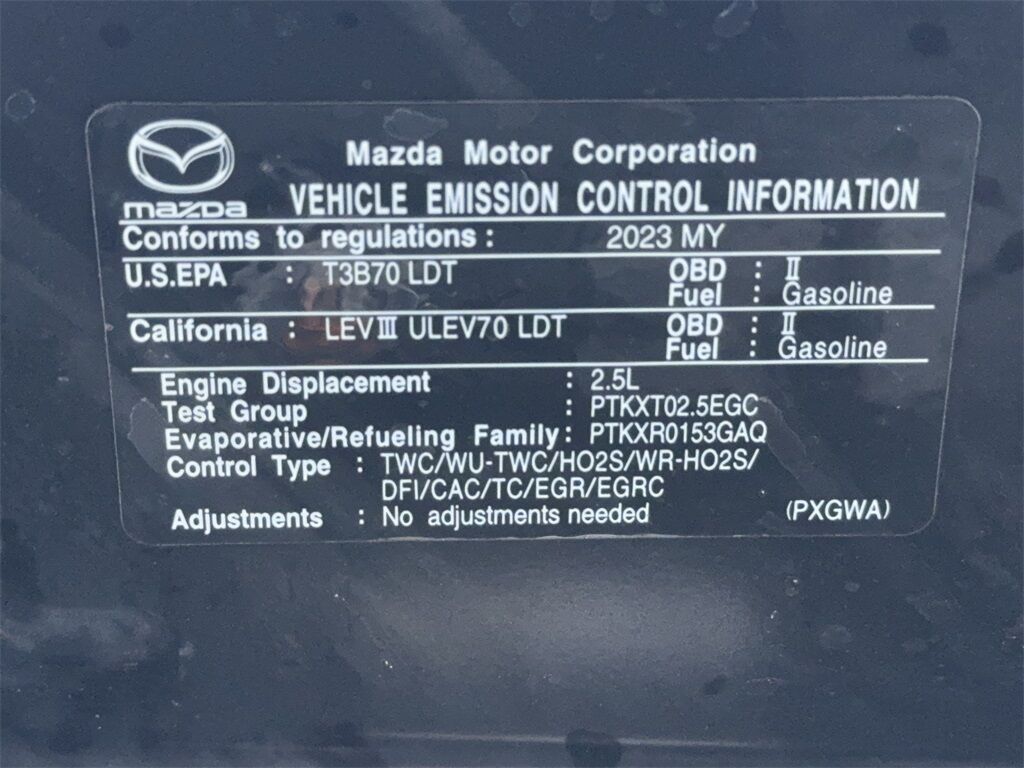 Mazda Motor Corporation
mazda VEHICLE EMISSION CONTROL INFORMATION
Conforms to regulations : 2023 MY
U.S.EPA : T3B70 LDT OBD : II
Fuel : Gasoline
California : LEV III ULEV70 LDT OBD : II
Fuel : Gasoline
Engine Displacement : 2.5L
Test Group : PTKXT02.5EGC
Evaporative/Refueling Family : PTKXR0153GAQ
Control Type : TWC/WU-TWC/HO2S/WR-HO2S/
DFI/CAC/TC/EGR/EGRC
Adjustments : No adjustments needed (PXGWA)